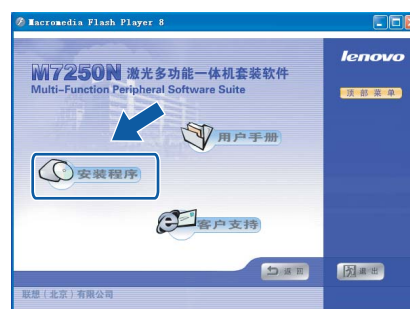 Macromedia Flash Player 8
lenovo
M7250N 激光多功能一体机套装软件
Multi-Function Peripheral Software Suite
顶部菜单
用户手册
安装程序
客户支持
返回
退出
联想（北京）有限公司